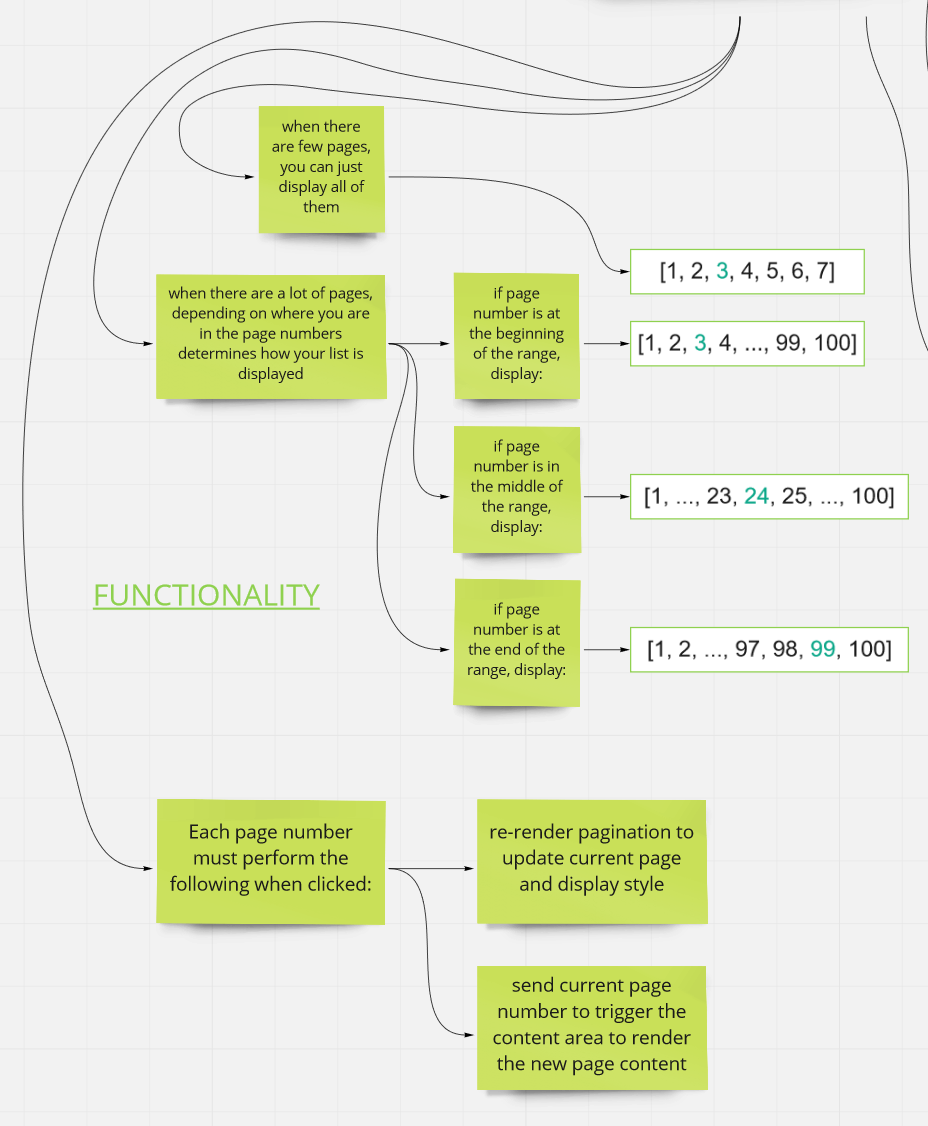 when there
are few pages,
you can just
display all of
them
[1, 2, 3, 4, 5, 6, 7]
when there are a lot of pages,
depending on where you are
in the page numbers
determines how your list is
displayed
if page
number is at
the beginning
of the range,
display:
[1, 2, 3, 4, ..., 99, 100]
if page
number is in
the middle of
the range,
display:
[1, ..., 23, 24, 25, ..., 100]
FUNCTIONALITY
if page
number is at
the end of the
range, display:
[1, 2, ..., 97, 98, 99, 100]
Each page number
must perform the
following when clicked:
re-render pagination to
update current page
and display style
send current page
number to trigger the
content area to render
the new page content